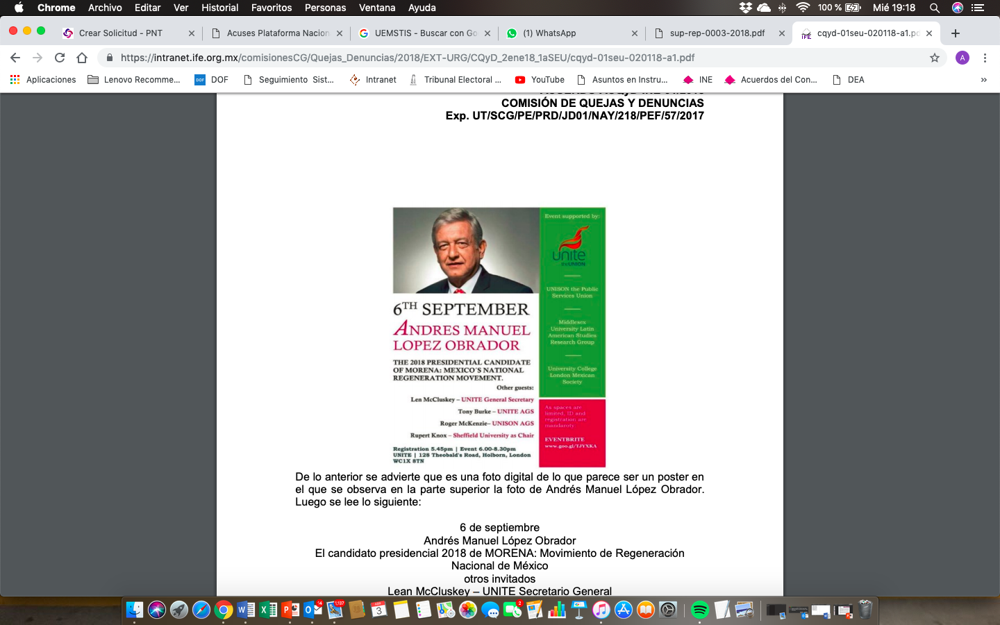 Chrome Archivo Editar Ver Historial Favoritos Personas Ventana Ayuda 100 % Mié 19:18
Crear Solicitud - PNT Acuses Plataforma Nacion UEMSTIS - Buscar con Go (1) WhatsApp sup-rep-0003-2018.pdf cqyd-01seu-020118-a1.pd
https://intranet.ife.org.mx/comisionesCG/Quejas_Denuncias/2018/EXT-URG/CQyD_2ene18_1aSEU/cqyd-01seu-020118-a1.pdf A
Aplicaciones Lenovo Recomme... DOF DOF Seguimiento Sist... Intranet Tribunal Electoral ... YouTube Asuntos en Instru... INE Acuerdos del Con... DEA »
COMISIÓN DE QUEJAS Y DENUNCIAS
Exp. UT/SCG/PE/PRD/JD01/NAY/218/PEF/57/2017
6TH SEPTEMBER
ANDRES MANUEL
LOPEZ OBRADOR
THE 2018 PRESIDENTIAL CANDIDATE
OF MORENA: MEXICO´S NATIONAL
REGENERATION MOVEMENT.
Other guests:
Len McCluskey – UNITE General Secretary
Tony Burke – UNITE AGS
Roger McKenzie– UNISON AGS
Rupert Knox – Sheffield University as Chair
Registration 5.45pm | Event 6.00-8.30pm
UNITE | 128 Theobald's Road, Holborn, London
WC1X 8TN
Event supported by:
unite
theUNION
UNISON the Public
Services Union
Middlesex
University Latin
American Studies
Research Group
University College
London Mexican
Society
As spaces are
limited, ID and
registration are
mandatory
EVENTBRITE
www.goo.gl/TJYXKA
De lo anterior se advierte que es una foto digital de lo que parece ser un poster en
el que se observa en la parte superior la foto de Andrés Manuel López Obrador.
Luego se lee lo siguiente:
6 de septiembre
Andrés Manuel López Obrador
El candidato presidencial 2018 de MORENA: Movimiento de Regeneración
Nacional de México
otros invitados
Lean McCluskey – UNITE Secretario General